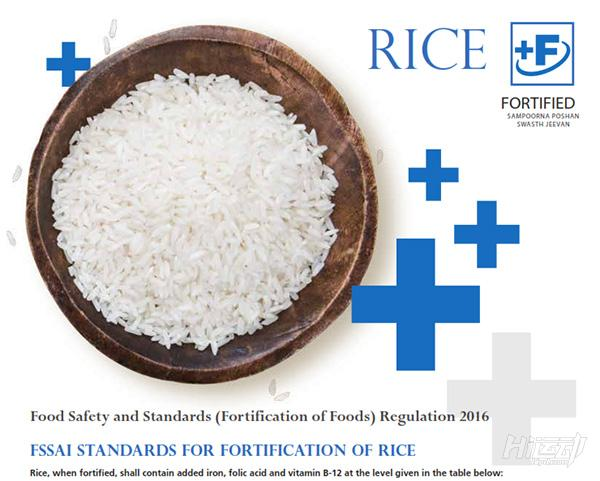 RICE
+F
FORTIFIED
SAMPOORNA POSHAN
SWASTH JEEVAN
Food Safety and Standards (Fortification of Foods) Regulation 2016
FSSAI STANDARDS FOR FORTIFICATION OF RICE
Rice, when fortified, shall contain added iron, folic acid and vitamin B-12 at the level given in the table below: